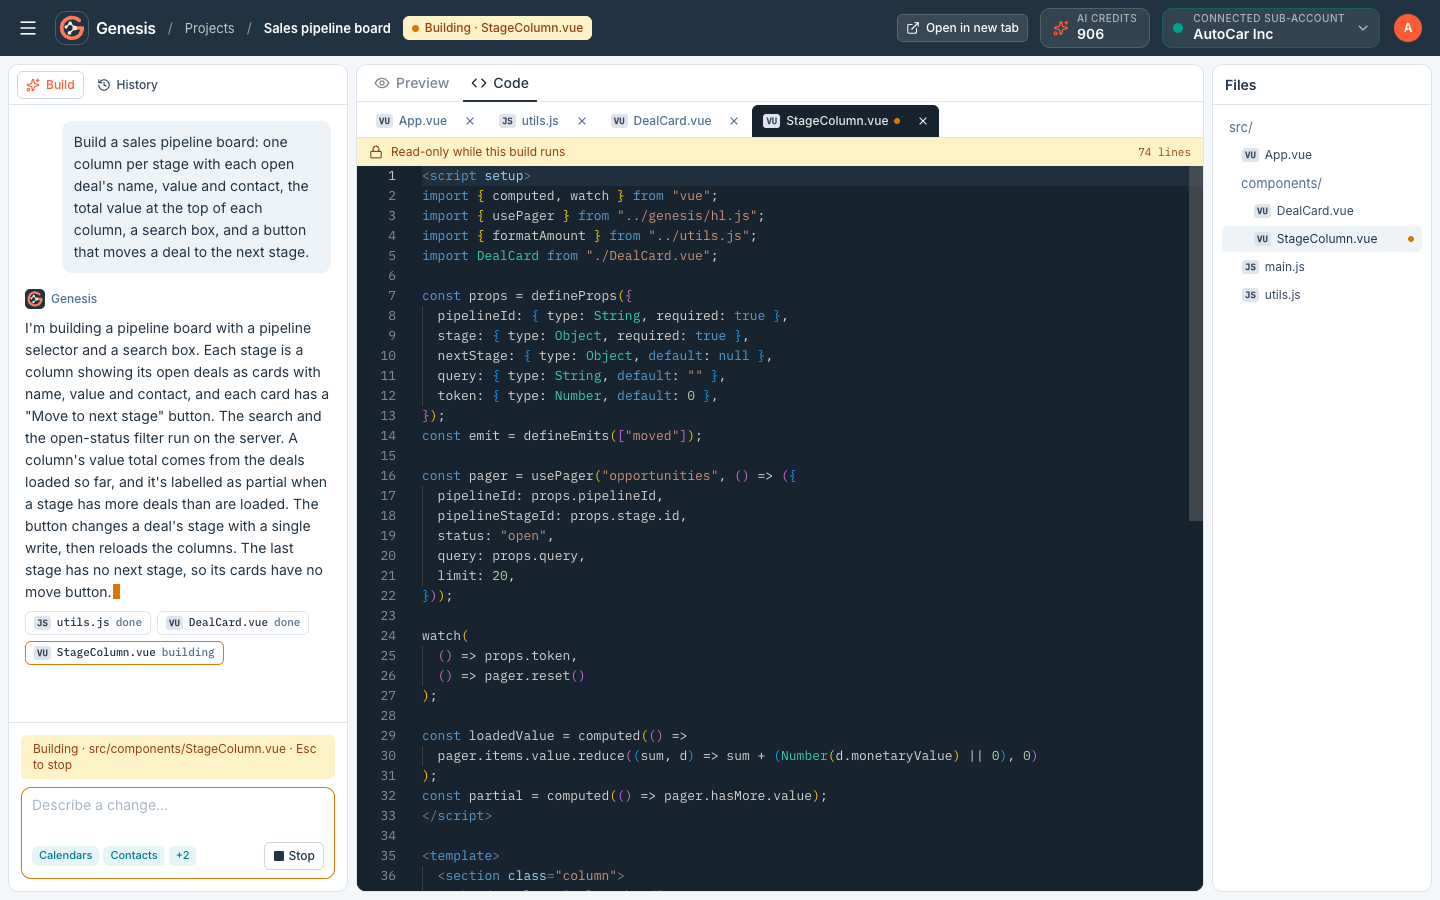 Genesis / Projects / Sales pipeline board Building · StageColumn.vue
Open in new tab
AI CREDITS
906
CONNECTED SUB-ACCOUNT
AutoCar Inc
A
Build History
Build a sales pipeline board: one
column per stage with each open
deal's name, value and contact, the
total value at the top of each
column, a search box, and a button
that moves a deal to the next stage.
Genesis
I'm building a pipeline board with a pipeline
selector and a search box. Each stage is a
column showing its open deals as cards with
name, value and contact, and each card has a
"Move to next stage" button. The search and
the open-status filter run on the server. A
column's value total comes from the deals
loaded so far, and it's labelled as partial when
a stage has more deals than are loaded. The
button changes a deal's stage with a single
write, then reloads the columns. The last
stage has no next stage, so its cards have no
move button.
JS utils.js done VU DealCard.vue done
VU StageColumn.vue building
Building · src/components/StageColumn.vue · Esc
to stop
Describe a change...
Calendars Contacts +2 Stop
Preview Code
VU App.vue JS utils.js VU DealCard.vue VU StageColumn.vue
Read-only while this build runs 74 lines
1 <script setup>
2 import { computed, watch } from "vue";
3 import { usePager } from "../genesis/hl.js";
4 import { formatAmount } from "../utils.js";
5 import DealCard from "./DealCard.vue";
6
7 const props = defineProps({
8 pipelineId: { type: String, required: true },
9 stage: { type: Object, required: true },
10 nextStage: { type: Object, default: null },
11 query: { type: String, default: "" },
12 token: { type: Number, default: 0 },
13 });
14 const emit = defineEmits(["moved"]);
15
16 const pager = usePager("opportunities", () => ({
17 pipelineId: props.pipelineId,
18 pipelineStageId: props.stage.id,
19 status: "open",
20 query: props.query,
21 limit: 20,
22 }));
23
24 watch(
25 () => props.token,
26 () => pager.reset()
27 );
28
29 const loadedValue = computed(() =>
30 pager.items.value.reduce((sum, d) => sum + (Number(d.monetaryValue) || 0), 0)
31 );
32 const partial = computed(() => pager.hasMore.value);
33 </script>
34
35 <template>
36 <section class="column">
Files
src/
VU App.vue
components/
VU DealCard.vue
VU StageColumn.vue
JS main.js
JS utils.js